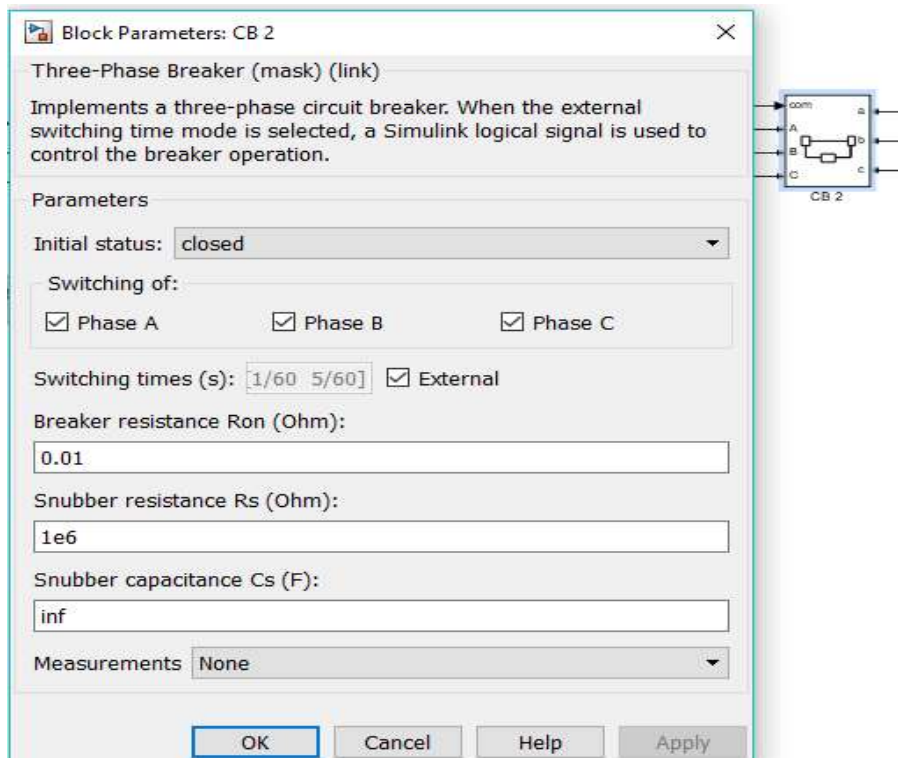 Block Parameters: CB 2
Three-Phase Breaker (mask) (link)
Implements a three-phase circuit breaker. When the external
switching time mode is selected, a Simulink logical signal is used to
control the breaker operation.
Parameters
Initial status: closed
Switching of:
Phase A Phase B Phase C
Switching times (s): [1/60 5/60] External
Breaker resistance Ron (Ohm):
0.01
Snubber resistance Rs (Ohm):
1e6
Snubber capacitance Cs (F):
inf
Measurements None
OK Cancel Help Apply
com a
A
B b
C c
CB 2